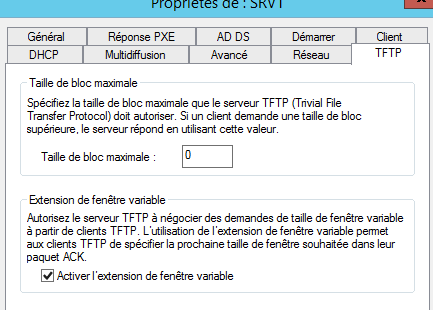 Propriétés de : SRV1
Général Réponse PXE AD DS Démarrer Client
DHCP Multidiffusion Avancé Réseau TFTP
Taille de bloc maximale
Spécifiez la taille de bloc maximale que le serveur TFTP (Trivial File
Transfer Protocol) doit autoriser. Si un client demande une taille de bloc
supérieure, le serveur répond en utilisant cette valeur.
Taille de bloc maximale : 0
Extension de fenêtre variable
Autorisez le serveur TFTP à négocier des demandes de taille de fenêtre variable
à partir de clients TFTP. L'utilisation de l'extension de fenêtre variable permet
aux clients TFTP de spécifier la prochaine taille de fenêtre souhaitée dans leur
paquet ACK.
Activer l'extension de fenêtre variable